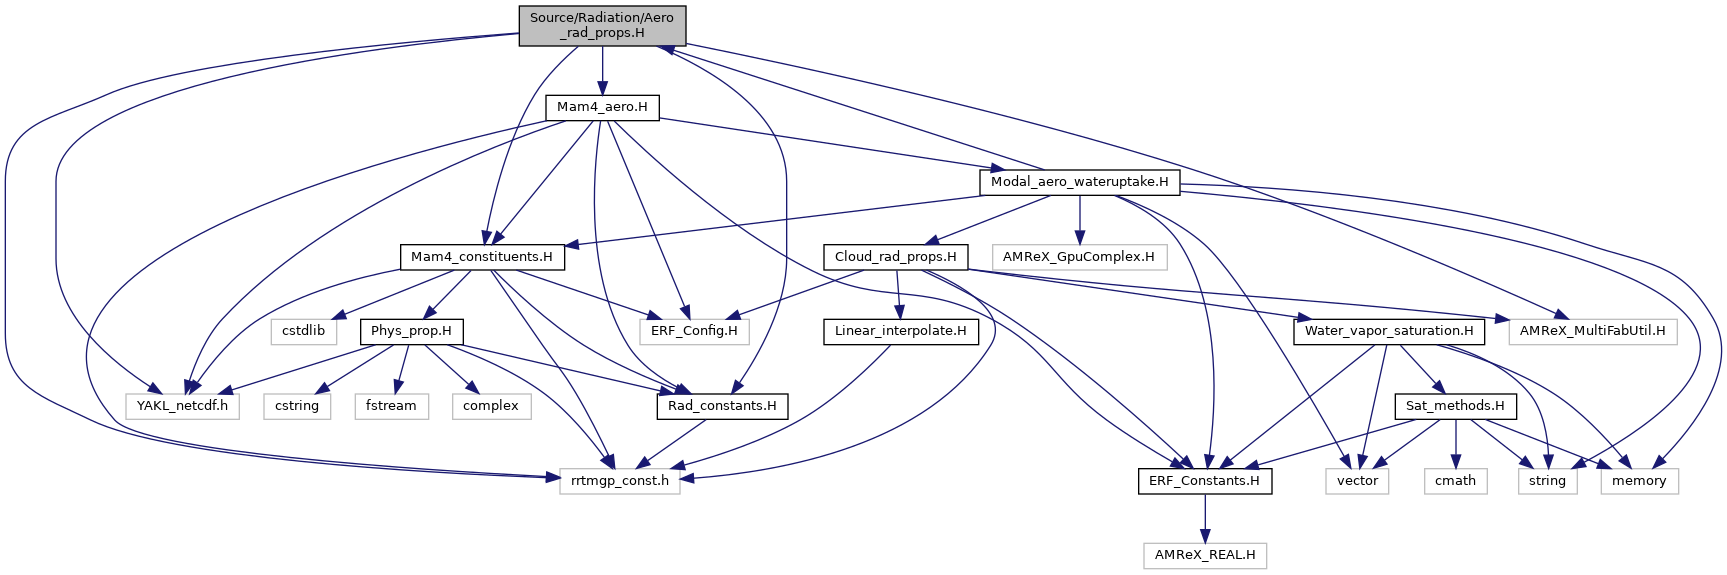 Source/Radiation/Aero
_rad_props.H
Mam4_aero.H
Modal_aero_wateruptake.H
Mam4_constituents.H
Cloud_rad_props.H
AMReX_GpuComplex.H
cstdlib
Phys_prop.H
ERF_Config.H
Linear_interpolate.H
Water_vapor_saturation.H
AMReX_MultiFabUtil.H
YAKL_netcdf.h
cstring
fstream
complex
Rad_constants.H
Sat_methods.H
rrtmgp_const.h
ERF_Constants.H
vector
cmath
string
memory
AMReX_REAL.H